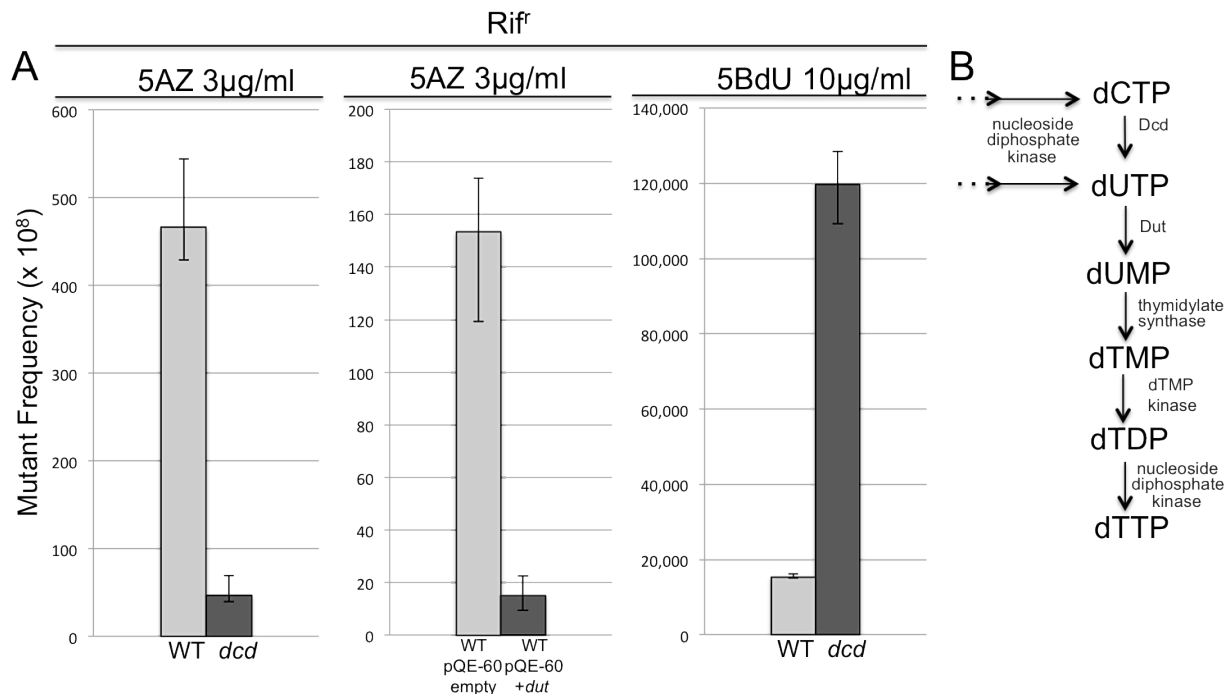 Rifʳ
A
5AZ 3µg/ml
5AZ 3µg/ml
5BdU 10µg/ml
Mutant Frequency (x 10⁸)
600
500
400
300
200
100
0
WT dcd
200
180
160
140
120
100
80
60
40
20
0
WT WT
pQE-60 pQE-60
empty +dut
140,000
120,000
100,000
80,000
60,000
40,000
20,000
0
WT dcd
B
dCTP
nucleoside
diphosphate
kinase
Dcd
dUTP
Dut
dUMP
thymidylate
synthase
dTMP
dTMP
kinase
dTDP
nucleoside
diphosphate
kinase
dTTP